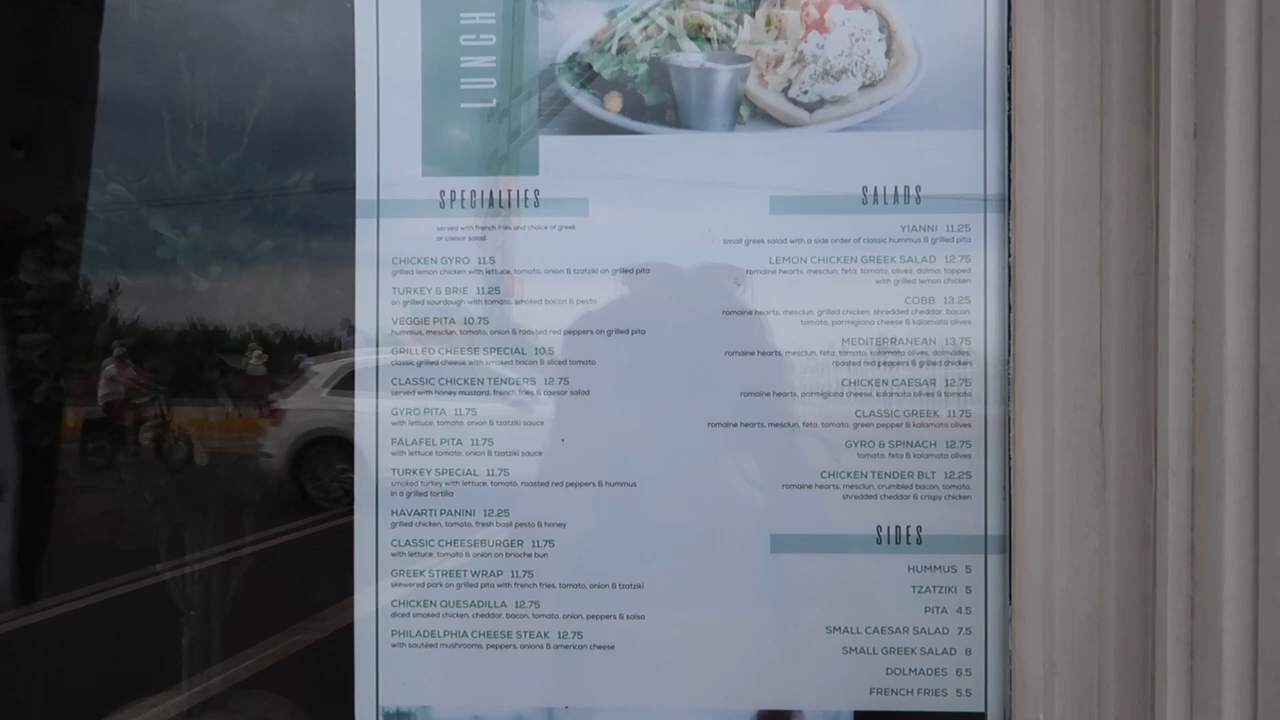 LUNCH
SPECIALTIES
served with french fries and choice of greek
or caesar salad
CHICKEN GYRO 11.5
grilled lemon chicken with lettuce, tomato, onion & tzatziki on grilled pita
TURKEY & BRIE 11.25
on grilled sourdough with tomato, smoked bacon & pesto
VEGGIE PITA 10.75
hummus, mesclun, tomato, onion & roasted red peppers on grilled pita
GRILLED CHEESE SPECIAL 10.5
classic grilled cheese with smoked bacon & sliced tomato
CLASSIC CHICKEN TENDERS 12.75
served with honey mustard, french fries & caesar salad
GYRO PITA 11.75
with lettuce, tomato, onion & tzatziki sauce
FALAFEL PITA 11.75
with lettuce tomato, onion & tzatziki sauce
TURKEY SPECIAL 11.75
smoked turkey with lettuce, tomato, roasted red peppers & hummus
in a grilled tortilla
HAVARTI PANINI 12.25
grilled chicken, tomato, fresh basil pesto & honey
CLASSIC CHEESEBURGER 11.75
with lettuce, tomato & onion on brioche bun
GREEK STREET WRAP 11.75
skewered pork on grilled pita with french fries, tomato, onion & tzatziki
CHICKEN QUESADILLA 12.75
diced smoked chicken, cheddar, bacon, tomato, onion, peppers & salsa
PHILADELPHIA CHEESE STEAK 12.75
with sautéed mushrooms, peppers, onions & american cheese
SALADS
YIANNI 11.25
small greek salad with a side order of classic hummus & grilled pita
LEMON CHICKEN GREEK SALAD 12.75
romaine hearts, mesclun, feta, tomato, olives, dolma, topped
with grilled lemon chicken
COBB 13.25
romaine hearts, mesclun, grilled chicken, shredded cheddar, bacon,
tomato, parmigiana cheese & kalamata olives
MEDITERRANEAN 13.75
romaine hearts, mesclun, feta, tomato, kalamata olives, dolmades,
roasted red peppers & grilled chicken
CHICKEN CAESAR 12.75
romaine hearts, parmigiana cheese, kalamata olives & tomato
CLASSIC GREEK 11.75
romaine hearts, mesclun, feta, tomato, green pepper & kalamata olives
GYRO & SPINACH 12.75
tomato, feta & kalamata olives
CHICKEN TENDER BLT 12.25
romaine hearts, mesclun, crumbled bacon, tomato,
shredded cheddar & crispy chicken
SIDES
HUMMUS 5
TZATZIKI 5
PITA 4.5
SMALL CAESAR SALAD 7.5
SMALL GREEK SALAD 8
DOLMADES 6.5
FRENCH FRIES 5.5